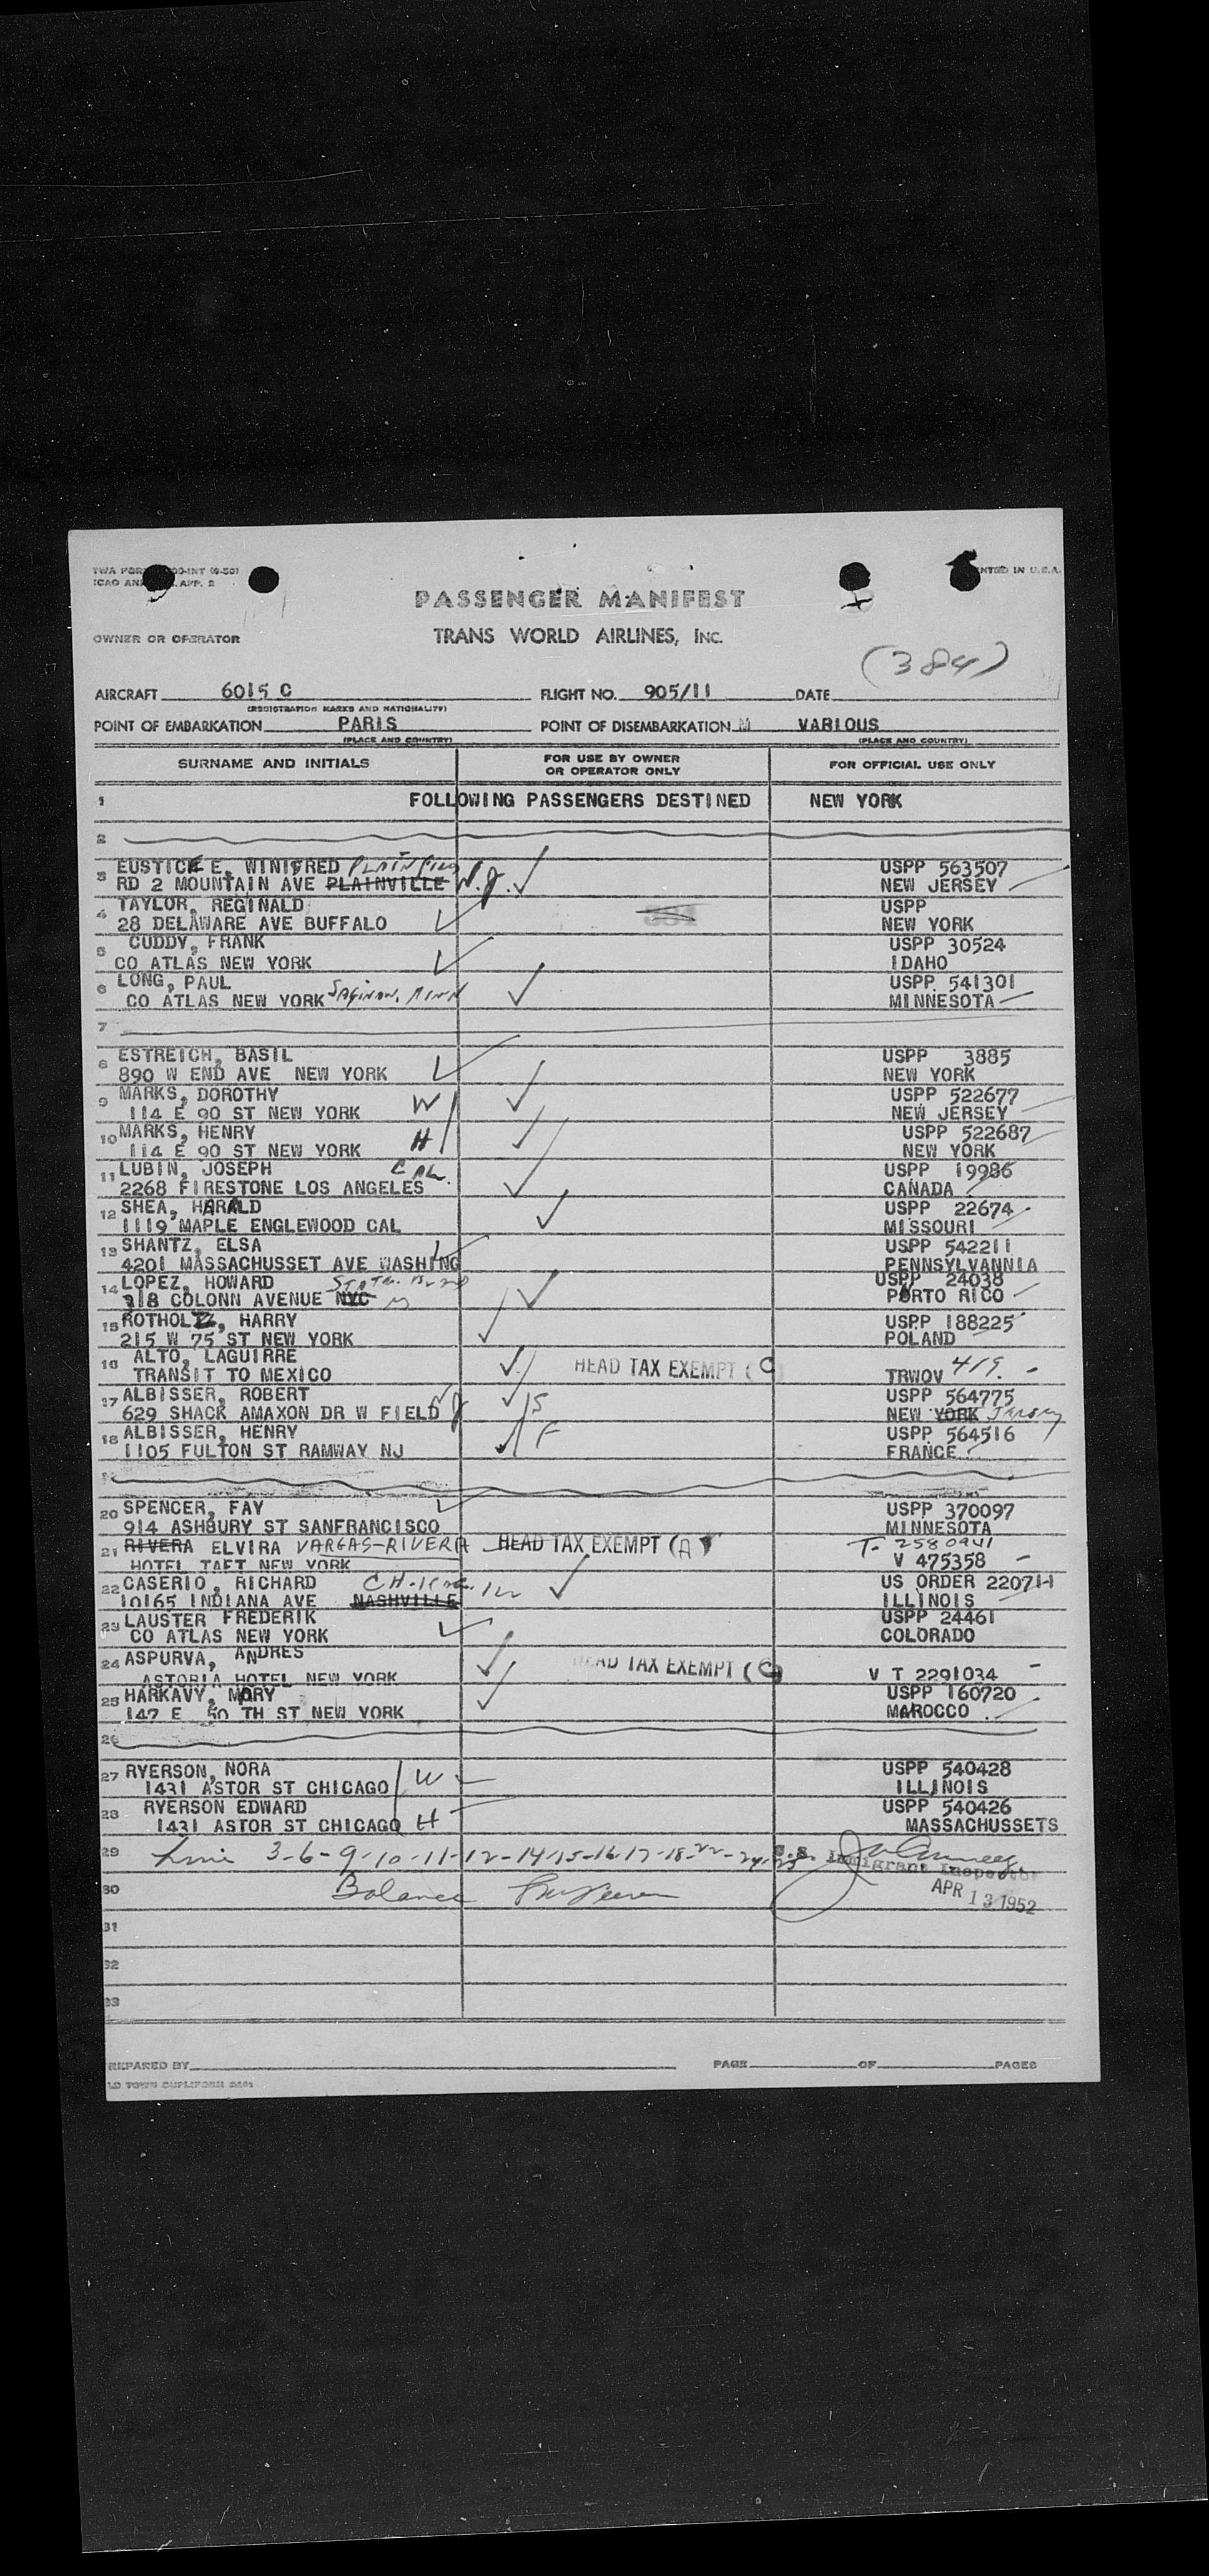 PASSENGER MANIFEST
OWNER OR OPERATOR TRANS WORLD AIRLINES, INC.
(384)
AIRCRAFT 6015 C FLIGHT NO. 905/11 DATE
(REGISTRATION MARKS AND NATIONALITY)
POINT OF EMBARKATION PARIS POINT OF DISEMBARKATION VARIOUS
(PLACE AND COUNTRY) (PLACE AND COUNTRY)
SURNAME AND INITIALS FOR USE BY OWNER OR OPERATOR ONLY FOR OFFICIAL USE ONLY
1 FOLLOWING PASSENGERS DESTINED NEW YORK
2
3 EUSTICE E, WINIFRED PLAINFIELD USPP 563507
RD 2 MOUNTAIN AVE PLAINVILLE N.J. NEW JERSEY
4 TAYLOR, REGINALD USPP
28 DELAWARE AVE BUFFALO 384 NEW YORK
5 CUDDY, FRANK USPP 30524
CO ATLAS NEW YORK IDAHO
6 LONG, PAUL USPP 541301
CO ATLAS NEW YORK SAGINAW, MINN MINNESOTA
7
8 ESTREICH, BASIL USPP 3885
890 W END AVE NEW YORK NEW YORK
9 MARKS, DOROTHY W USPP 522677
114 E 90 ST NEW YORK NEW JERSEY
10 MARKS, HENRY H USPP 522687
114 E 90 ST NEW YORK NEW YORK
11 LUBIN, JOSEPH CAL. USPP 19986
2268 FIRESTONE LOS ANGELES CANADA
12 SHEA, HARALD USPP 22674
1119 MAPLE ENGLEWOOD CAL MISSOURI
13 SHANTZ, ELSA USPP 542211
4201 MASSACHUSSET AVE WASHING PENNSYLVANNIA
14 LOPEZ, HOWARD USPP 24038
318 COLONN AVENUE NYC PORTO RICO
15 ROTHOLTZ, HARRY USPP 188225
215 W 75 ST NEW YORK POLAND
16 ALTO, LAGUIRRE HEAD TAX EXEMPT (C)
TRANSIT TO MEXICO TRWOV 419.
17 ALBISSER, ROBERT S USPP 564775
629 SHACK AMAXON DR W FIELD NJ NEW YORK Jersey
18 ALBISSER, HENRY F USPP 564516
1105 FULTON ST RAMWAY NJ FRANCE
20 SPENCER, FAY USPP 370097
914 ASHBURY ST SANFRANCISCO MINNESOTA
21 RIVERA ELVIRA VARGAS-RIVERA HEAD TAX EXEMPT (A) T- 2580941
HOTEL TAFT NEW YORK V 475358
22 CASERIO, RICHARD US ORDER 220711
10165 INDIANA AVE NASHVILLE ILLINOIS
23 LAUSTER FREDERIK USPP 24461
CO ATLAS NEW YORK COLORADO
24 ASPURVA, ANDRES HEAD TAX EXEMPT (C)
ASTORIA HOTEL NEW YORK V T 2291034
25 HARKAVY, MARY USPP 160720
147 E 50 TH ST NEW YORK MAROCCO
26
27 RYERSON, NORA W USPP 540428
1431 ASTOR ST CHICAGO ILLINOIS
28 RYERSON EDWARD H USPP 540426
1431 ASTOR ST CHICAGO MASSACHUSSETS
29 Line 3-6-9-10-11-12-14-15-16-17-18-22-24-25 U.S. Immigrant Inspector
30 Balance APR 13 1952
31
32
33
PREPARED BY PAGE OF PAGES